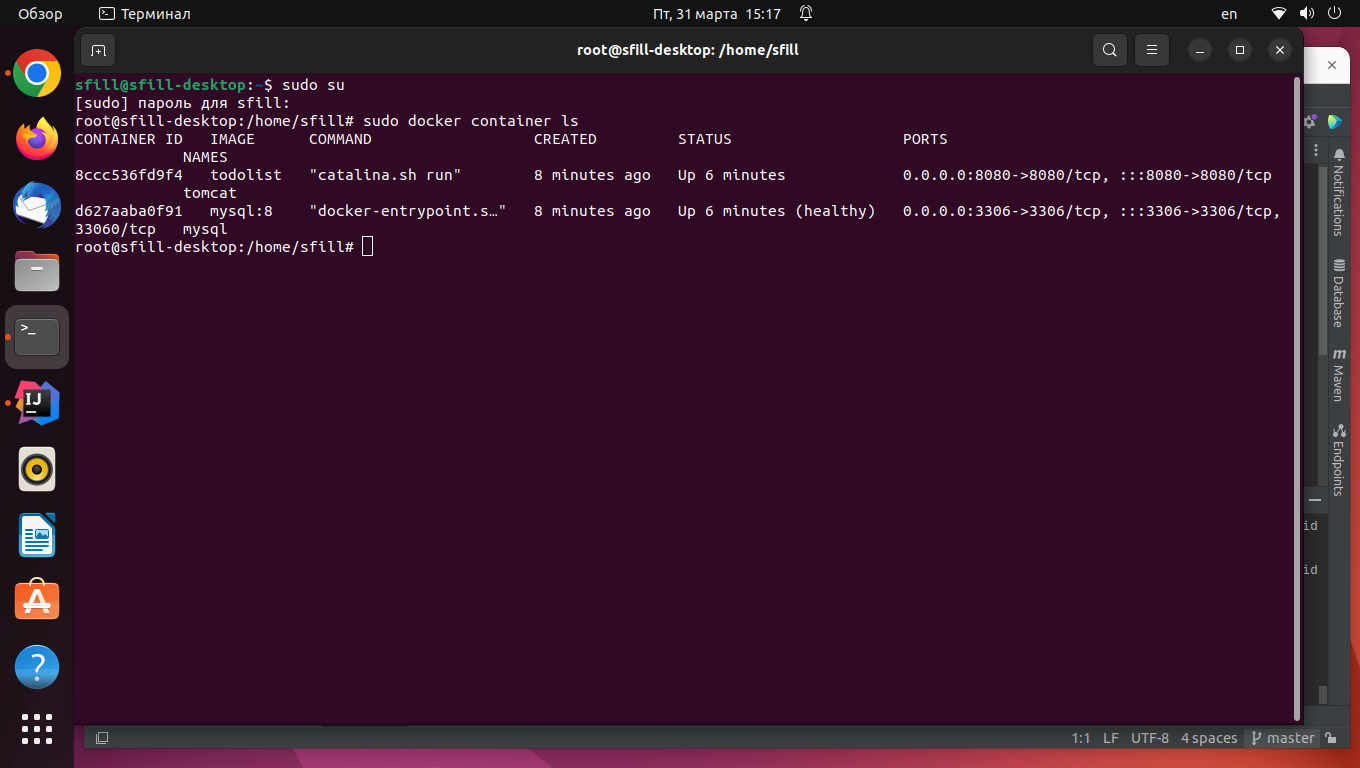 Обзор
Терминал
Пт, 31 марта 15:17
en
root@sfill-desktop: /home/sfill
sfill@sfill-desktop:~$ sudo su
[sudo] пароль для sfill:
root@sfill-desktop:/home/sfill# sudo docker container ls
CONTAINER ID   IMAGE      COMMAND                  CREATED         STATUS                   PORTS
            NAMES
8ccc536fd9f4   todolist   "catalina.sh run"        8 minutes ago   Up 6 minutes             0.0.0.0:8080->8080/tcp, :::8080->8080/tcp
            tomcat
d627aaba0f91   mysql:8    "docker-entrypoint.s…"   8 minutes ago   Up 6 minutes (healthy)   0.0.0.0:3306->3306/tcp, :::3306->3306/tcp,
33060/tcp   mysql
root@sfill-desktop:/home/sfill#
Notifications
Database
m
Maven
Endpoints
id
id
>_
IJ
1:1 LF UTF-8 4 spaces master